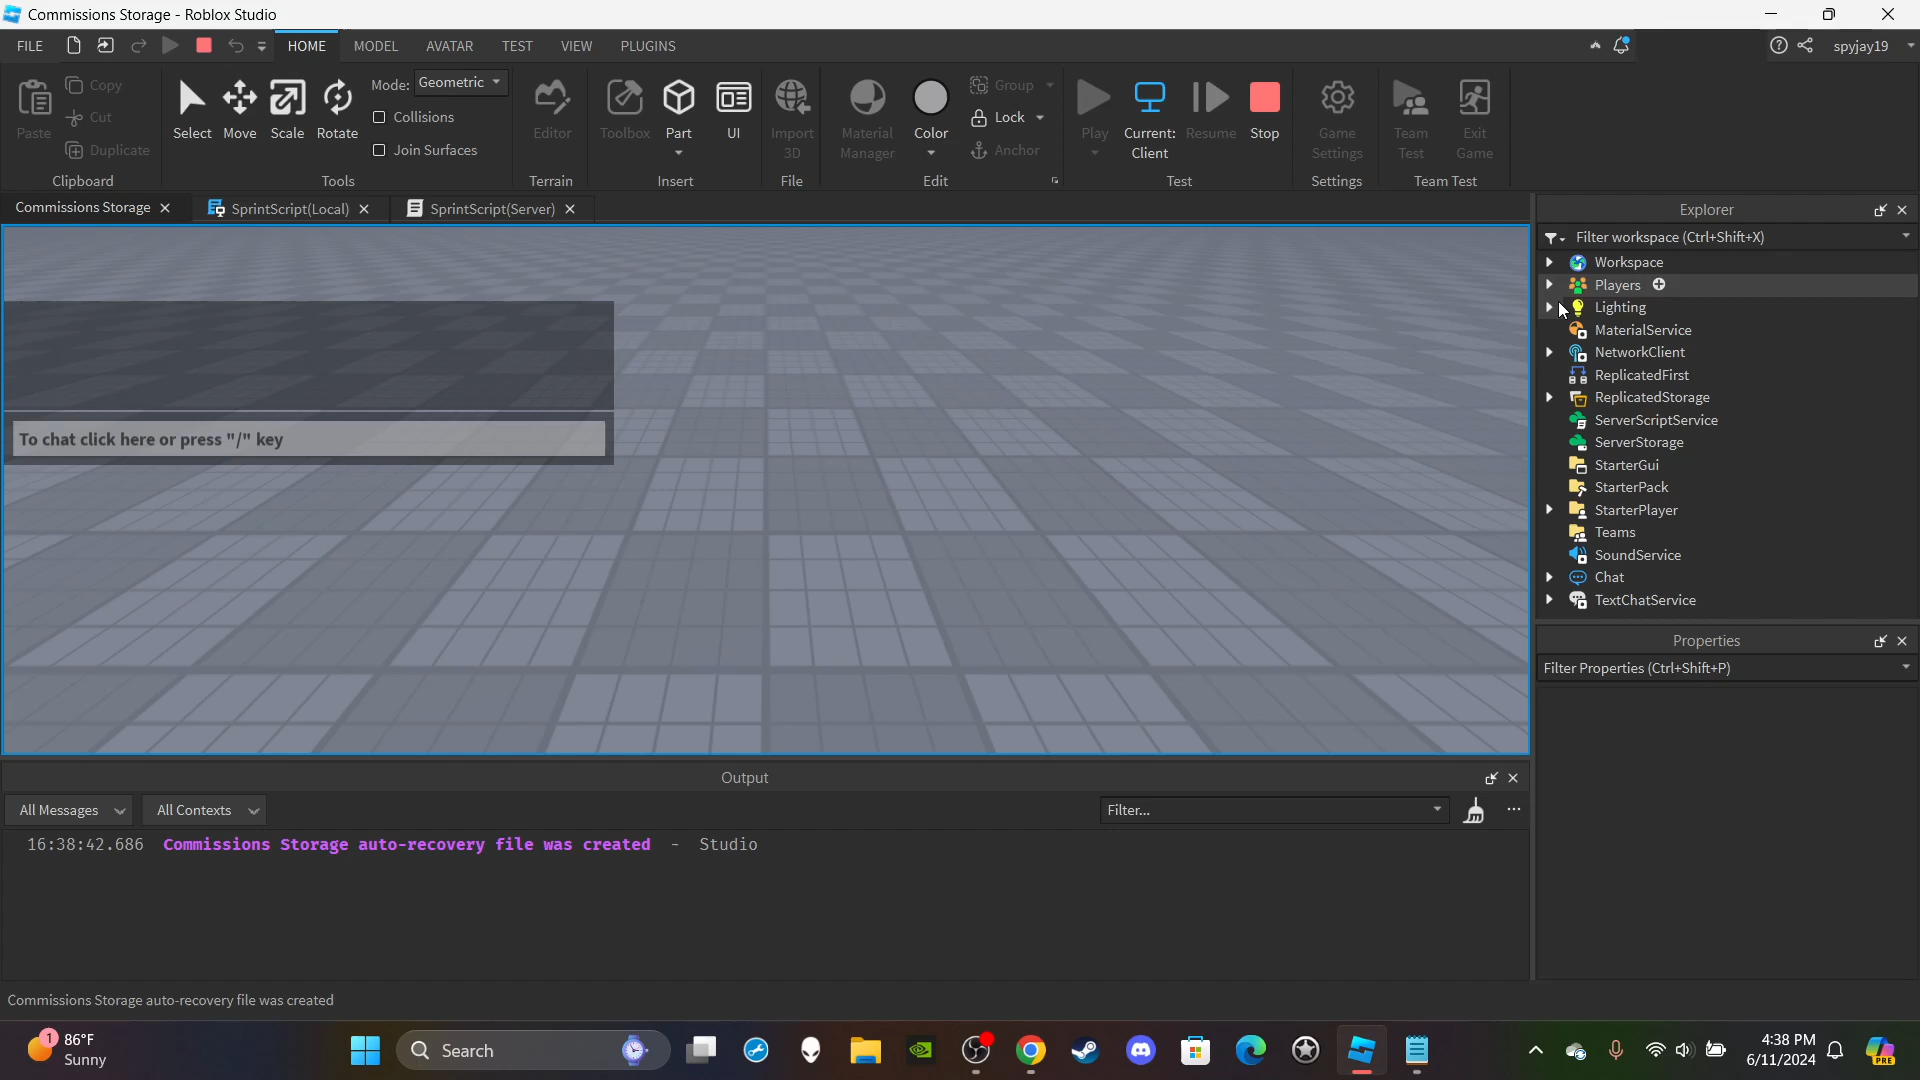 Commissions Storage - Roblox Studio
FILE HOME MODEL AVATAR TEST VIEW PLUGINS spyjay19
Paste Copy Cut Duplicate Clipboard
Select Move Scale Rotate Mode: Geometric Collisions Join Surfaces Tools
Editor Terrain
Toolbox Part UI Insert
Import 3D File
Material Manager Color Group Lock Anchor Edit
Play Current: Client Resume Stop Test
Game Settings Settings
Team Test Exit Game Team Test
Commissions Storage SprintScript(Local) SprintScript(Server)
To chat click here or press "/" key
Explorer
Filter workspace (Ctrl+Shift+X)
Workspace
Players
Lighting
MaterialService
NetworkClient
ReplicatedFirst
ReplicatedStorage
ServerScriptService
ServerStorage
StarterGui
StarterPack
StarterPlayer
Teams
SoundService
Chat
TextChatService
Properties
Filter Properties (Ctrl+Shift+P)
Output
All Messages All Contexts Filter...
16:38:42.686 Commissions Storage auto-recovery file was created - Studio
Commissions Storage auto-recovery file was created
1 86°F
Sunny
Search
4:38 PM
6/11/2024
PRE